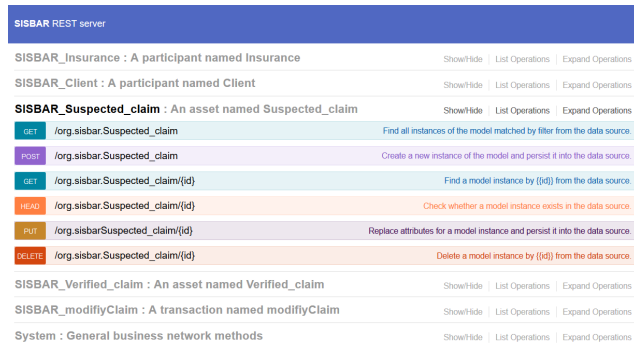 SISBAR REST server
SISBAR_Insurance : A participant named Insurance Show/Hide | List Operations | Expand Operations
SISBAR_Client : A participant named Client Show/Hide | List Operations | Expand Operations
SISBAR_Suspected_claim : An asset named Suspected_claim Show/Hide | List Operations | Expand Operations
GET /org.sisbar.Suspected_claim Find all instances of the model matched by filter from the data source.
POST /org.sisbar.Suspected_claim Create a new instance of the model and persist it into the data source.
GET /org.sisbar.Suspected_claim/{id} Find a model instance by {{id}} from the data source.
HEAD /org.sisbar.Suspected_claim/{id} Check whether a model instance exists in the data source.
PUT /org.sisbarSuspected_claim/{id} Replace attributes for a model instance and persist it into the data source.
DELETE /org.sisbar.Suspected_claim/{id} Delete a model instance by {{id}} from the data source.
SISBAR_Verified_claim : An asset named Verified_claim Show/Hide | List Operations | Expand Operations
SISBAR_modifiyClaim : A transaction named modifiyClaim Show/Hide | List Operations | Expand Operations
System : General business network methods Show/Hide | List Operations | Expand Operations